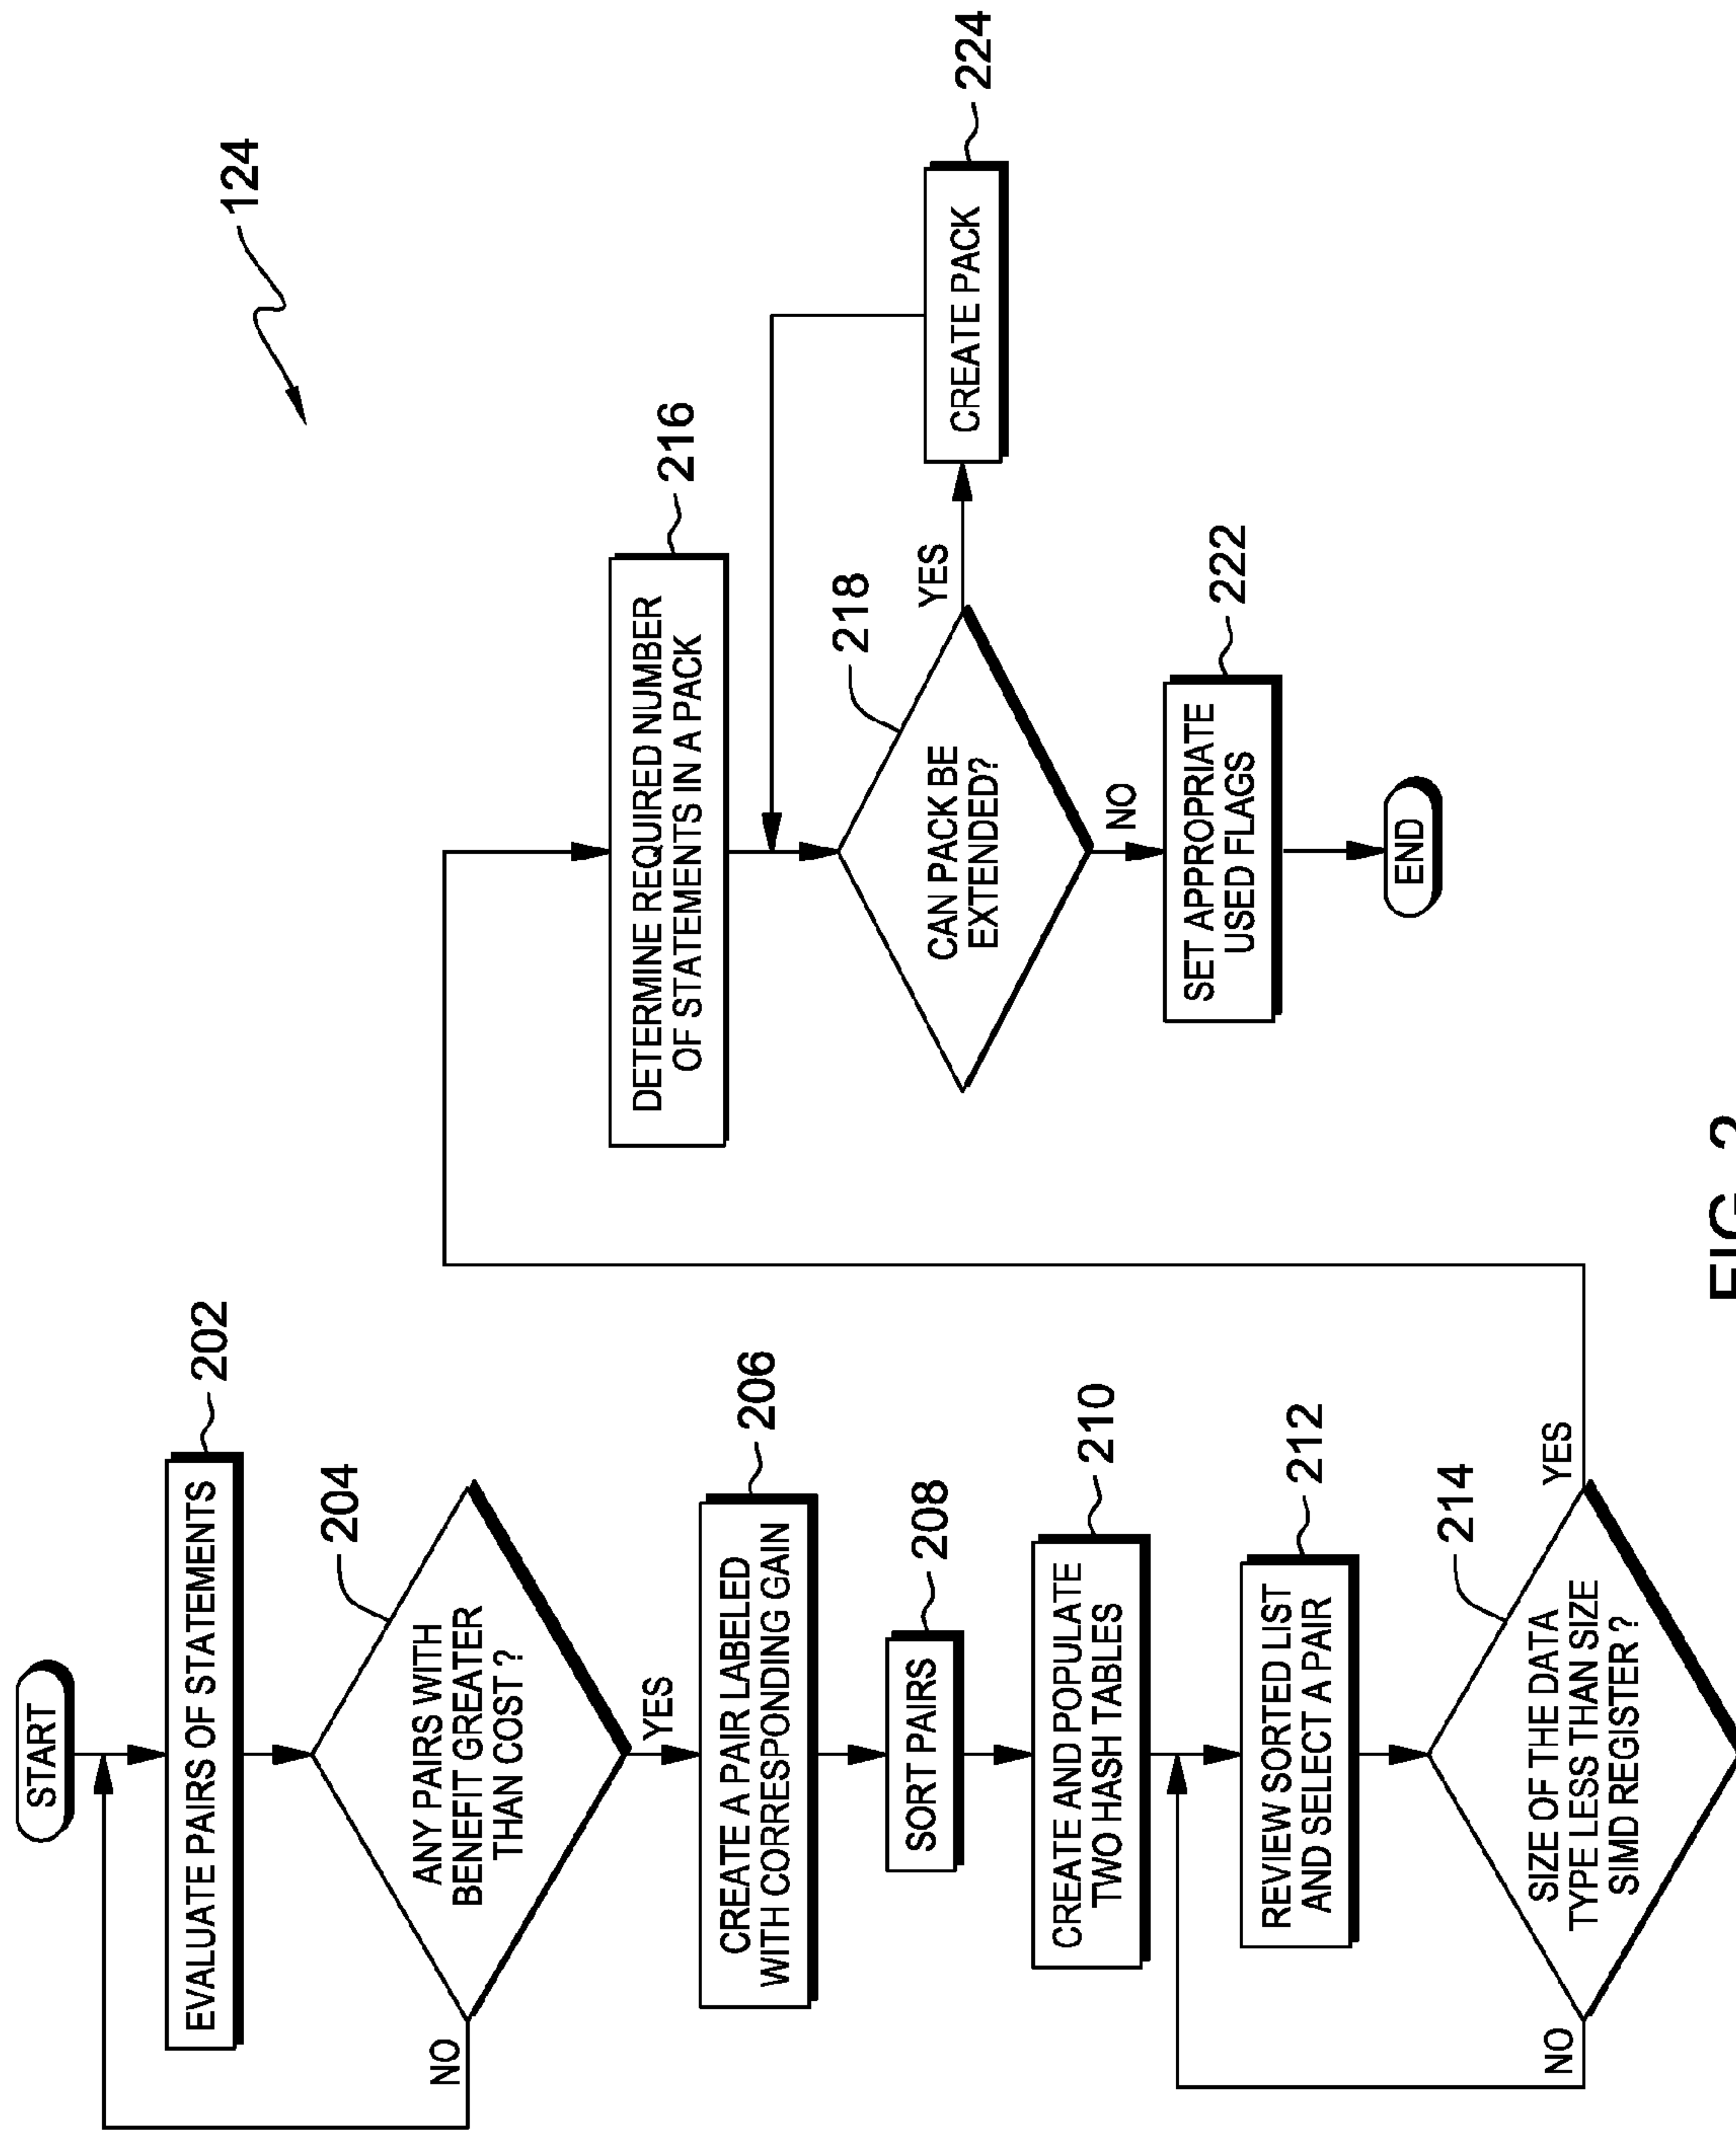 START
EVALUATE PAIRS OF STATEMENTS
202
ANY PAIRS WITH
BENEFIT GREATER
THAN COST?
204
NO
YES
CREATE A PAIR LABELED
WITH CORRESPONDING GAIN
206
SORT PAIRS
208
CREATE AND POPULATE
TWO HASH TABLES
210
REVIEW SORTED LIST
AND SELECT A PAIR
212
SIZE OF THE DATA
TYPE LESS THAN SIZE
SIMD REGISTER?
214
NO
YES
124
DETERMINE REQUIRED NUMBER
OF STATEMENTS IN A PACK
216
CAN PACK BE
EXTENDED?
218
YES
CREATE PACK
224
NO
SET APPROPRIATE
USED FLAGS
222
END
FIG. 2